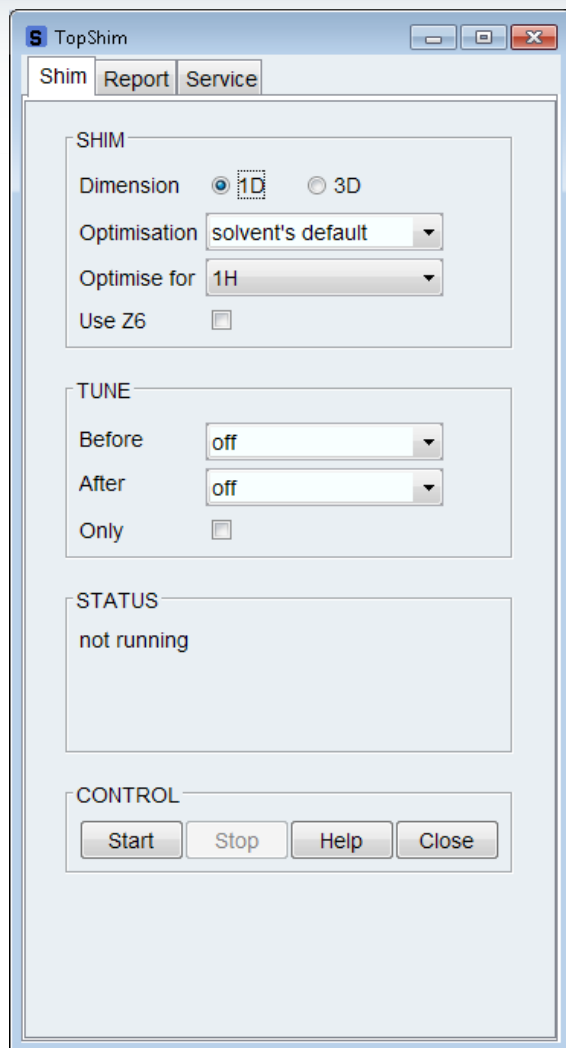 S TopShim
Shim Report Service
SHIM
Dimension 1D 3D
Optimisation solvent's default
Optimise for 1H
Use Z6
TUNE
Before off
After off
Only
STATUS
not running
CONTROL
Start Stop Help Close